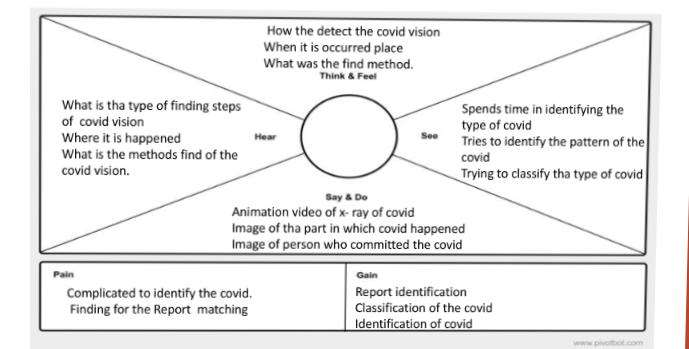 How the detect the covid vision
When it is occurred place
What was the find method.
Think & Feel
What is tha type of finding steps
of covid vision
Where it is happened
What is the methods find of the
covid vision.
Hear
See
Spends time in identifying the
type of covid
Tries to identify the pattern of the
covid
Trying to classify tha type of covid
Say & Do
Animation video of x- ray of covid
Image of tha part in which covid happened
Image of person who committed the covid
Pain
Complicated to identify the covid.
Finding for the Report matching
Gain
Report identification
Classification of the covid
Identification of covid
www.pivotbot.com